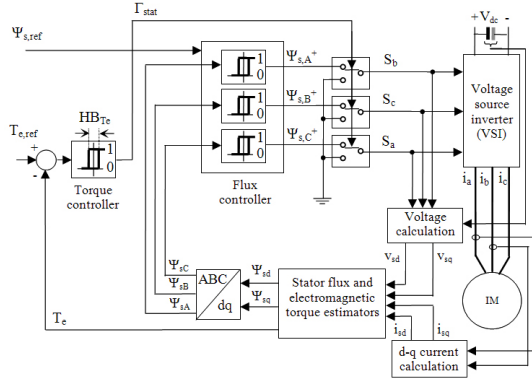 Γstat
+Vdc -
Ψs,ref
1
0
Ψs,A+
Sb
Voltage
source
inverter
(VSI)
HBTe
1
0
Ψs,B+
Sc
Te,ref
+
-
1
0
Torque
controller
1
0
Ψs,C+
Sa
Flux
controller
ia
ib
ic
Voltage
calculation
vsd
vsq
ΨsC
ΨsB
ΨsA
ABC
dq
Ψsd
Ψsq
Stator flux and
electromagnetic
torque estimators
IM
Te
isd
isq
d-q current
calculation